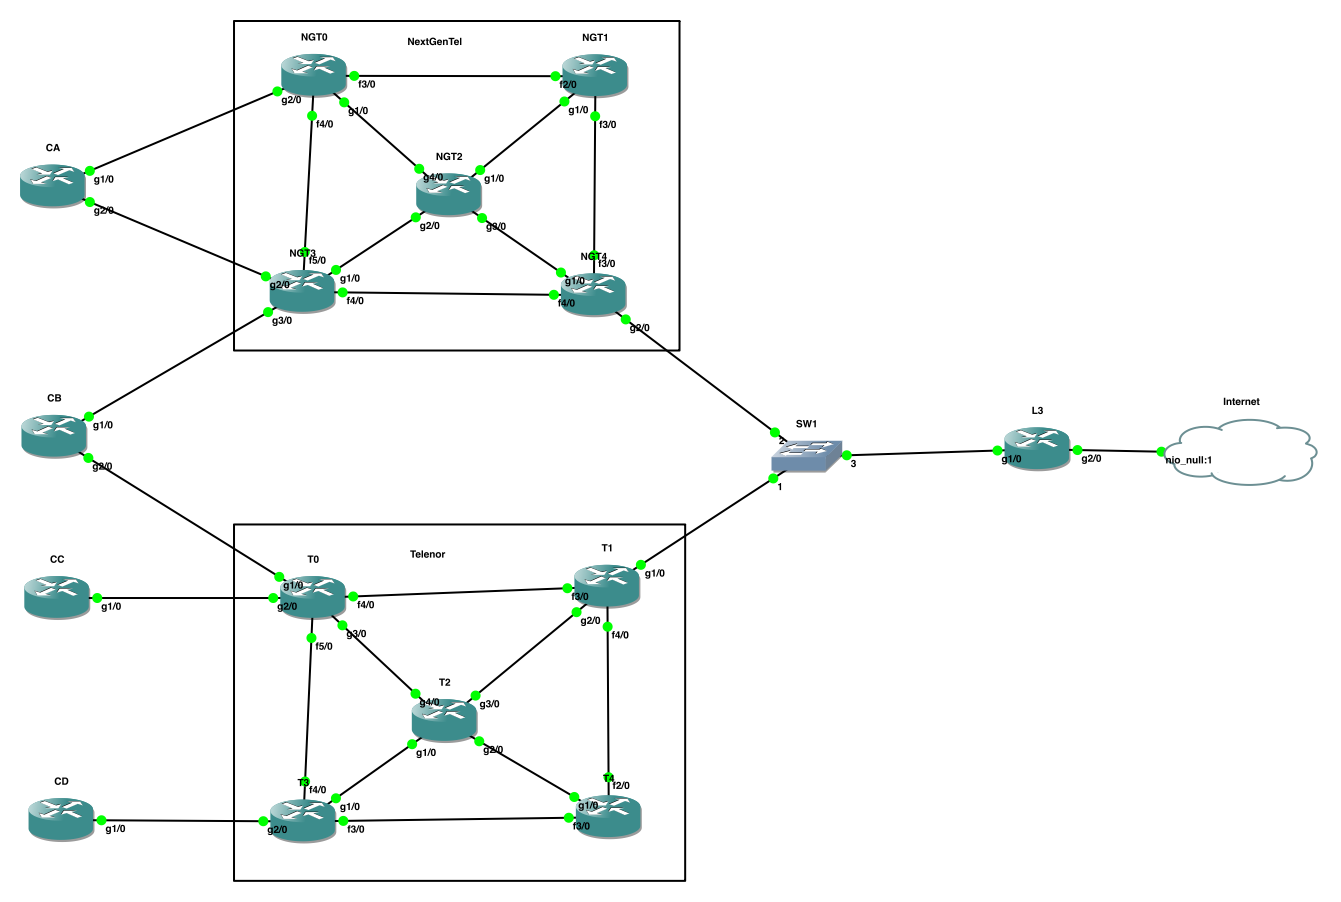 NGT0
NextGenTel
NGT1
f3/0
f2/0
g2/0
g1/0
g1/0
f4/0
f3/0
CA
NGT2
g1/0
g4/0
g1/0
g2/0
g2/0
g3/0
NGT3
f5/0
NGT4
f3/0
g2/0
g1/0
g1/0
f4/0
f4/0
g3/0
g2/0
CB
g1/0
g2/0
SW1
2
3
1
L3
g1/0
g2/0
Internet
nio_null:1
CC
T0
Telenor
T1
g1/0
g1/0
g1/0
g2/0
f4/0
f3/0
g2/0
g3/0
f5/0
f4/0
T2
g4/0
g3/0
g1/0
g2/0
CD
T3
f4/0
T4
f2/0
g1/0
g1/0
g1/0
g2/0
f3/0
f3/0